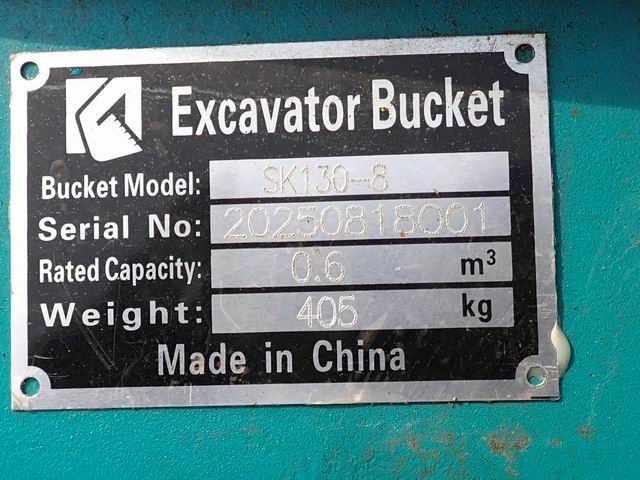 Excavator Bucket
Bucket Model: SK130-8
Serial No: 20250818001
Rated Capacity: 0.6 m³
Weight: 405 kg
Made in China